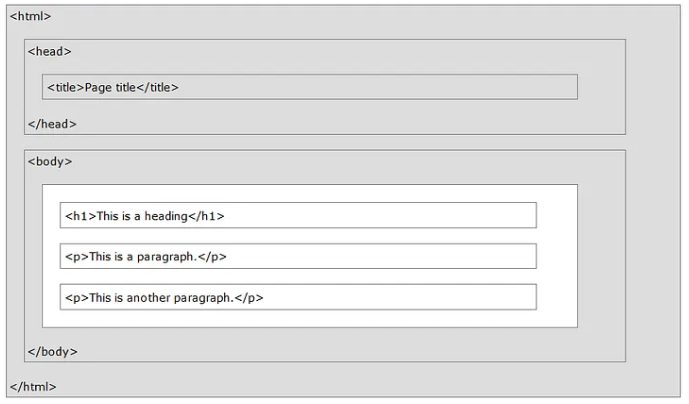 <html>
<head>
<title>Page title</title>
</head>
<body>
<h1>This is a heading</h1>
<p>This is a paragraph.</p>
<p>This is another paragraph.</p>
</body>
</html>